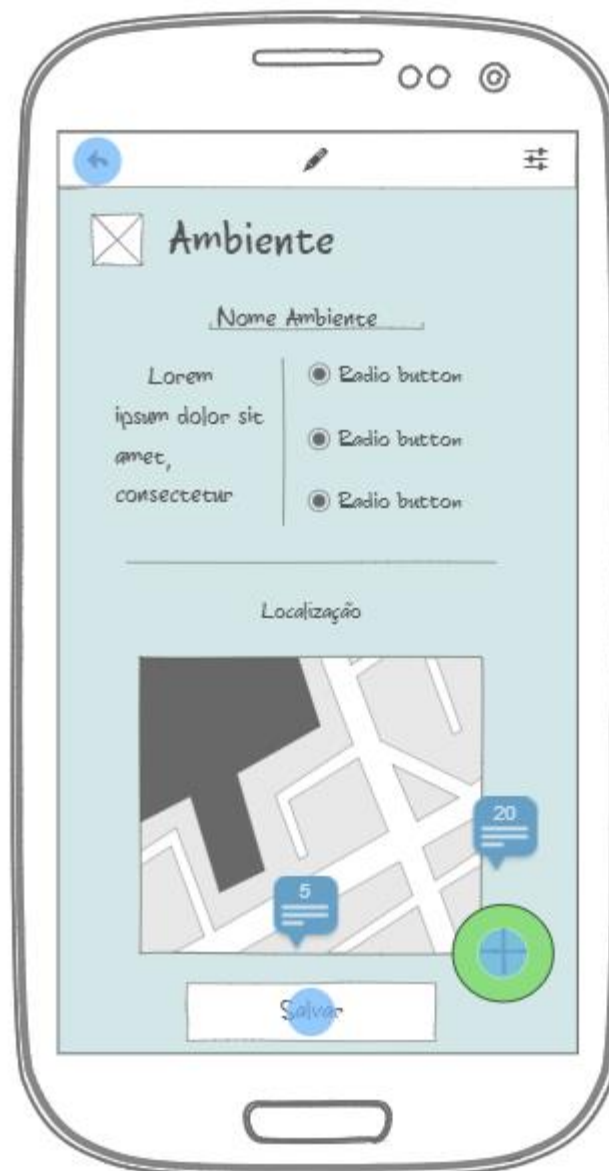 Ambiente
Nome Ambiente
Lorem
ipsum dolor sit
amet,
consectetur
Radio button
Radio button
Radio button
Localização
20
5
Salvar